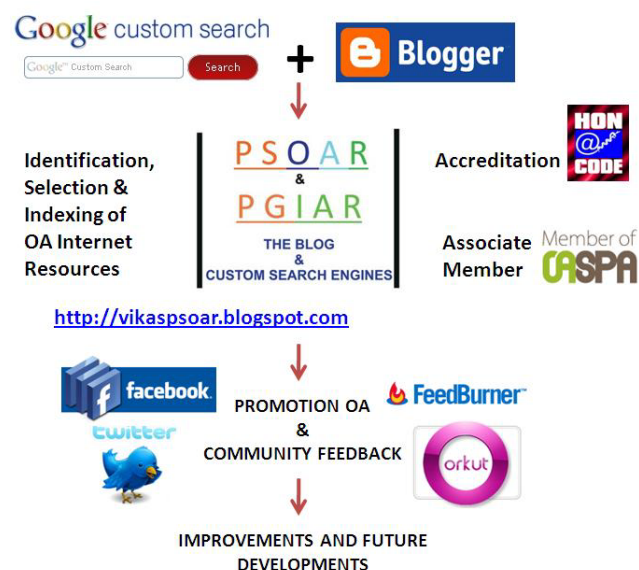 Google custom search
Google™ Custom Search
Search
+
Blogger
Identification,
Selection &
Indexing of
OA Internet
Resources
PSOAR
&
PGIAR
THE BLOG
&
CUSTOM SEARCH ENGINES
Accreditation
HON
@
CODE
Associate
Member
Member of
OASPA
http://vikaspsoar.blogspot.com
facebook.
twitter
PROMOTION OA
&
COMMUNITY FEEDBACK
FeedBurner™
orkut
IMPROVEMENTS AND FUTURE
DEVELOPMENTS